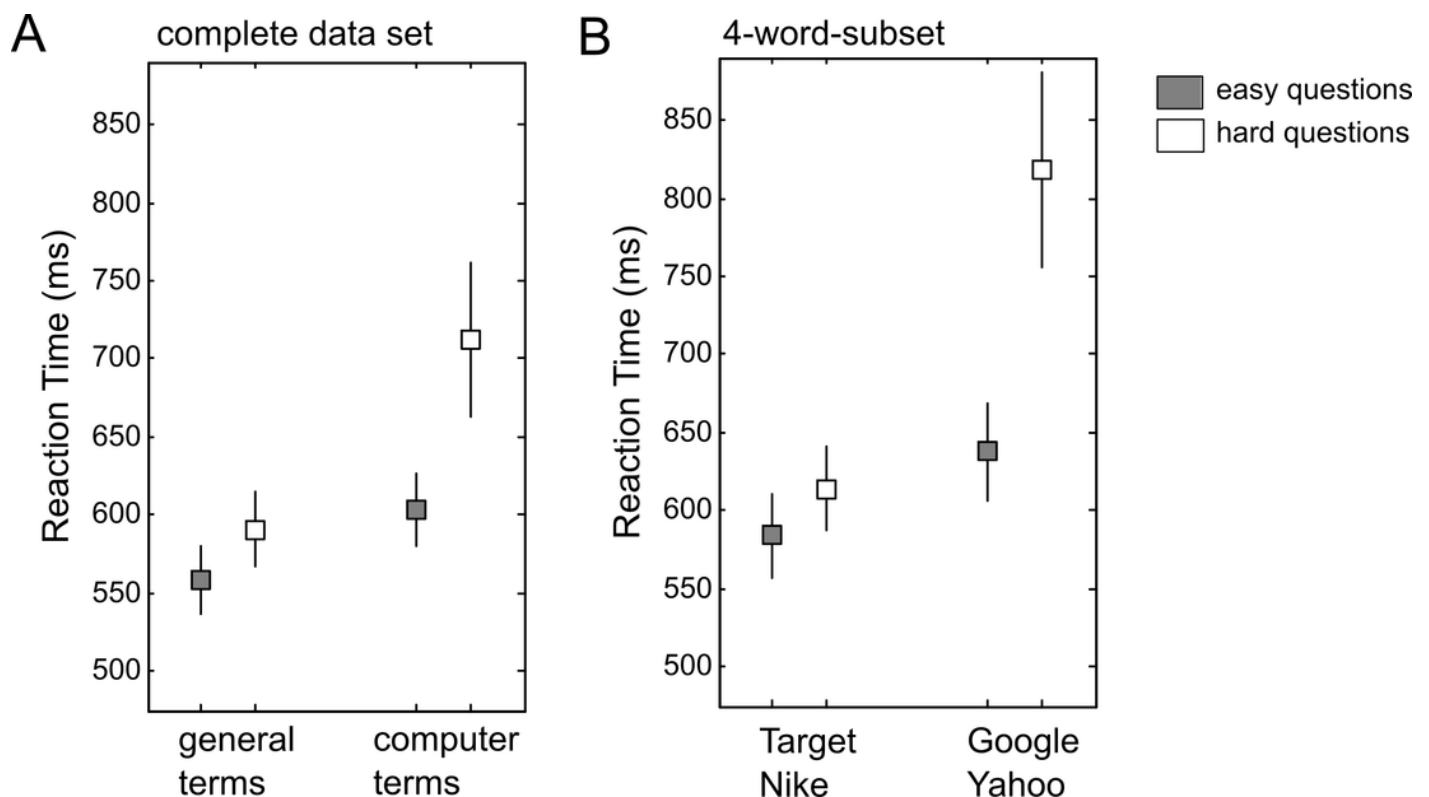 A
complete data set
Reaction Time (ms)
850
800
750
700
650
600
550
500
general
terms
computer
terms
B
4-word-subset
Reaction Time (ms)
850
800
750
700
650
600
550
500
Target
Nike
Google
Yahoo
easy questions
hard questions